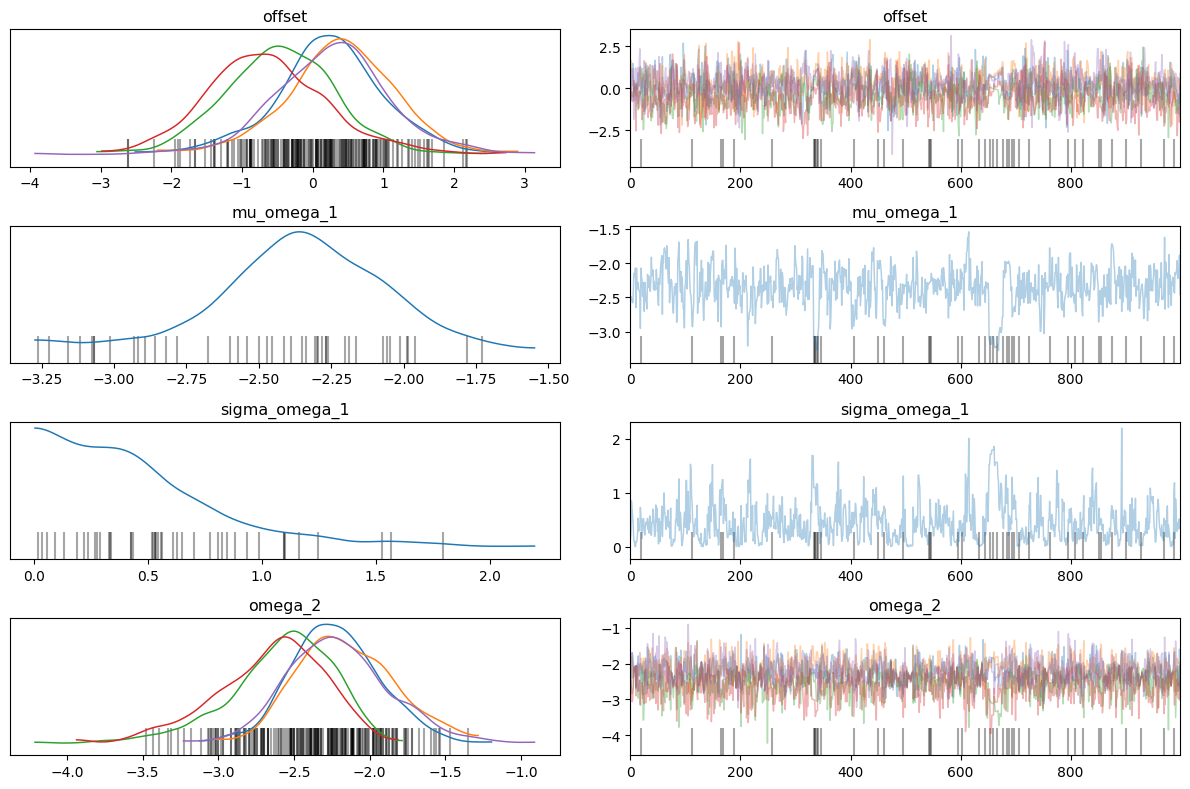 offset
offset
2.5
0.0
−2.5
−4 −3 −2 −1 0 1 2 3
0 200 400 600 800
mu_omega_1
mu_omega_1
−1.5
−2.0
−2.5
−3.0
−3.25 −3.00 −2.75 −2.50 −2.25 −2.00 −1.75 −1.50
0 200 400 600 800
sigma_omega_1
sigma_omega_1
2
1
0
0.0 0.5 1.0 1.5 2.0
0 200 400 600 800
omega_2
omega_2
−1
−2
−3
−4
−4.0 −3.5 −3.0 −2.5 −2.0 −1.5 −1.0
0 200 400 600 800